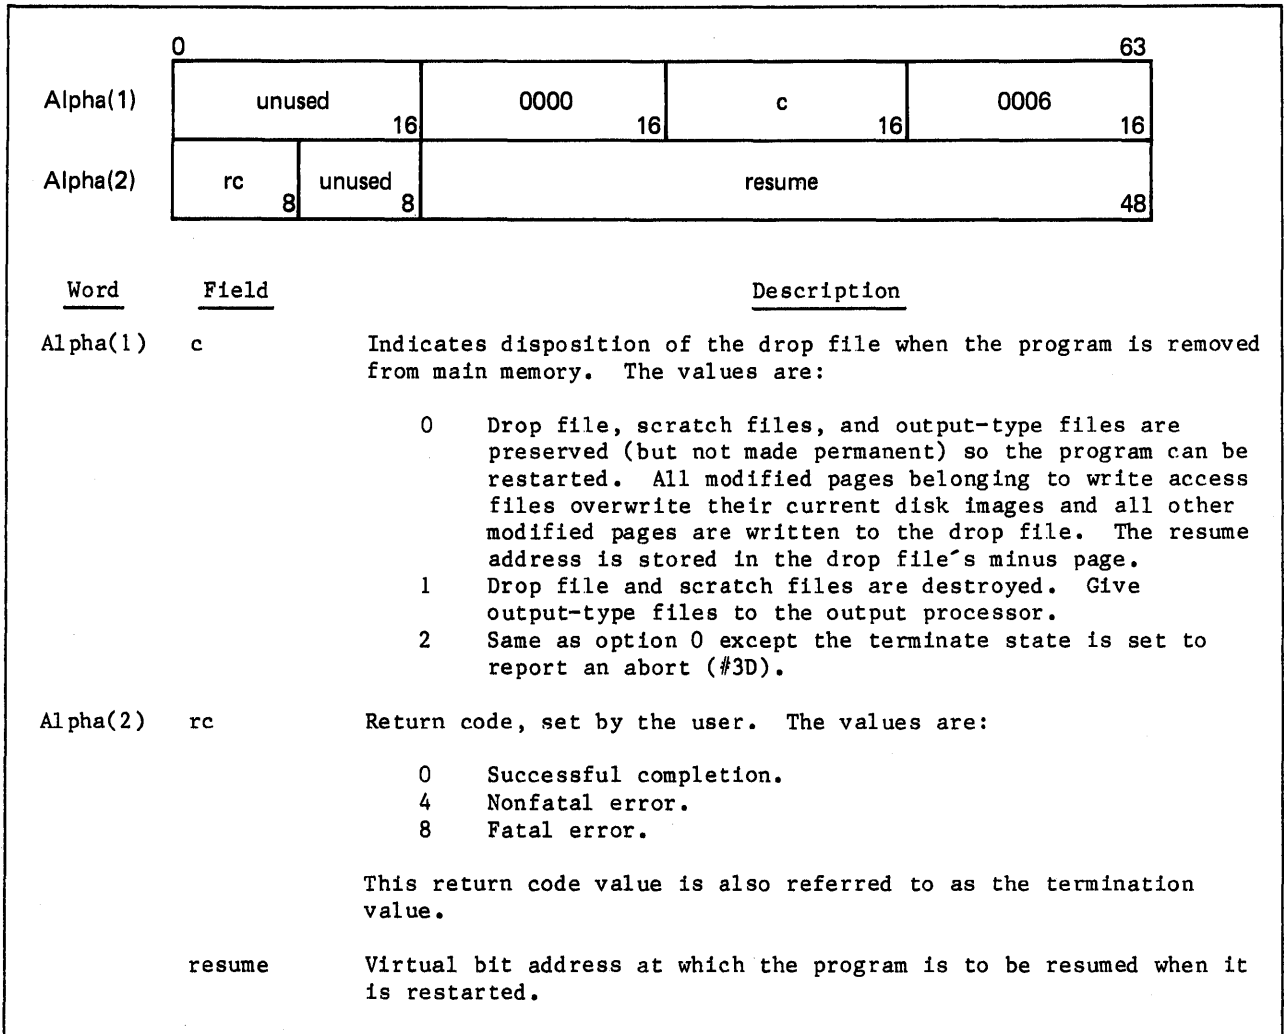 0 63
Alpha(1) unused 16 0000 16 c 16 0006 16
Alpha(2) rc 8 unused 8 resume 48
Word Field Description
Alpha(1) c Indicates disposition of the drop file when the program is removed
from main memory. The values are:
0 Drop file, scratch files, and output-type files are
preserved (but not made permanent) so the program can be
restarted. All modified pages belonging to write access
files overwrite their current disk images and all other
modified pages are written to the drop file. The resume
address is stored in the drop file´s minus page.
1 Drop file and scratch files are destroyed. Give
output-type files to the output processor.
2 Same as option 0 except the terminate state is set to
report an abort (#3D).
Alpha(2) rc Return code, set by the user. The values are:
0 Successful completion.
4 Nonfatal error.
8 Fatal error.
This return code value is also referred to as the termination
value.
resume Virtual bit address at which the program is to be resumed when it
is restarted.